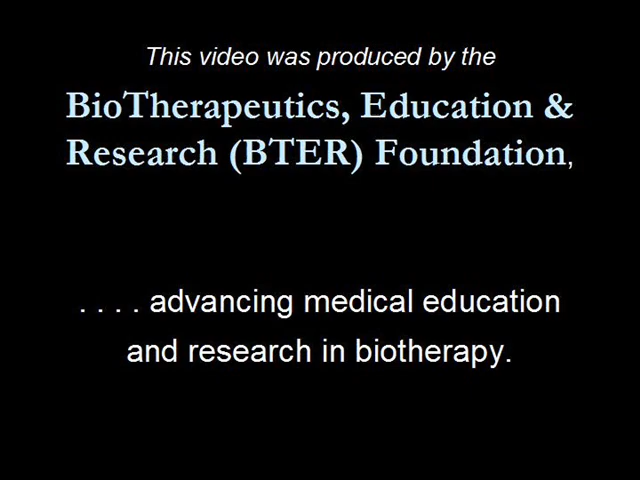 This video was produced by the
BioTherapeutics, Education &
Research (BTER) Foundation,
. . . . advancing medical education
and research in biotherapy.